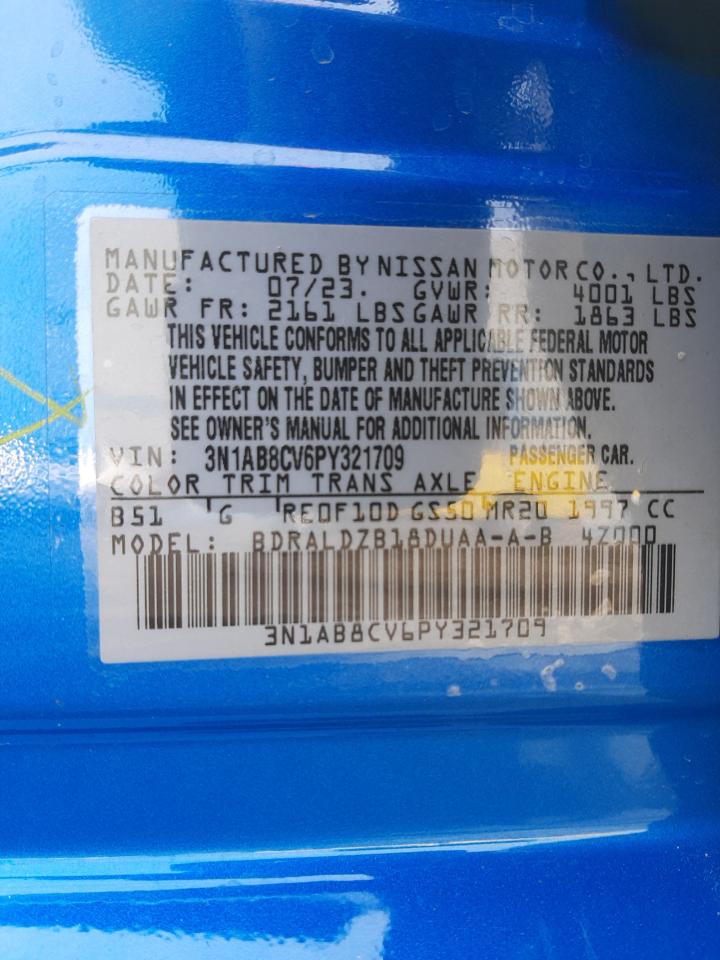 MANUFACTURED BY NISSAN MOTOR CO., LTD.
DATE: 07/23. GVWR: 4001 LBS
GAWR FR: 2161 LBS GAWR RR: 1863 LBS
THIS VEHICLE CONFORMS TO ALL APPLICABLE FEDERAL MOTOR
VEHICLE SAFETY, BUMPER AND THEFT PREVENTION STANDARDS
IN EFFECT ON THE DATE OF MANUFACTURE SHOWN ABOVE.
SEE OWNER'S MANUAL FOR ADDITIONAL INFORMATION.
VIN: 3N1AB8CV6PY321709 PASSENGER CAR.
COLOR TRIM TRANS AXLE ENGINE
B51 G RE0F10D GS50 MR20 1997 CC
MODEL: BDRALDZB18DUAA-A-B 4Z000
3N1AB8CV6PY321709